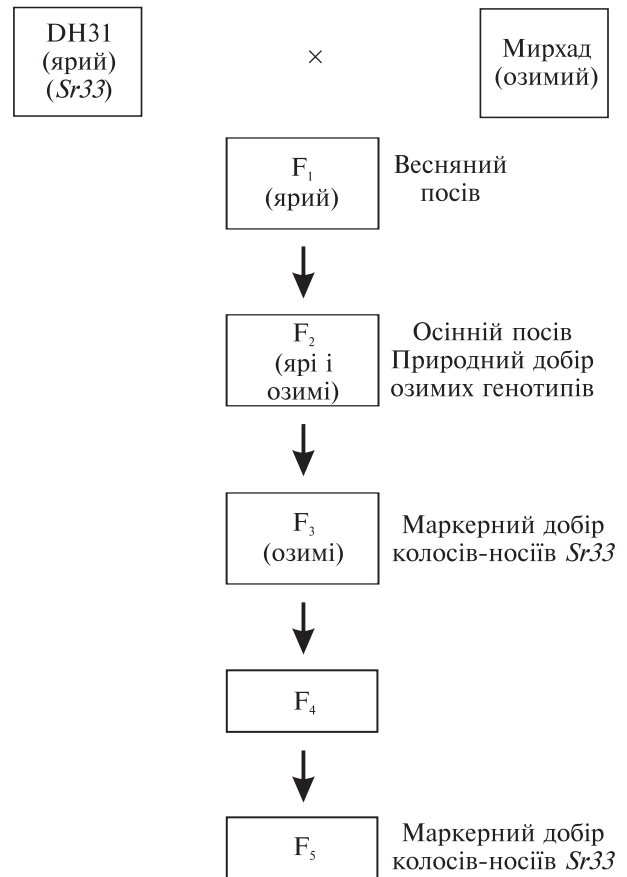 DH31
(ярий)
(Sr33)
×
Мирхад
(озимий)
F₁
(ярий)
Весняний
посів
F₂
(ярі і
озимі)
Осінній посів
Природний добір
озимих генотипів
F₃
(озимі)
Маркерний добір
колосів-носіїв Sr33
F₄
F₅
Маркерний добір
колосів-носіїв Sr33